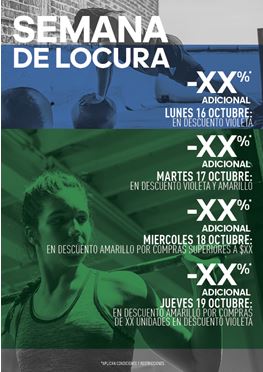 SEMANA
DE LOCURA
-XX%*
ADICIONAL
LUNES 16 OCTUBRE:
EN DESCUENTO VIOLETA
-XX%*
ADICIONAL
MARTES 17 OCTUBRE:
EN DESCUENTO VIOLETA Y AMARILLO
-XX%*
ADICIONAL
MIERCOLES 18 OCTUBRE:
EN DESCUENTO AMARILLO POR COMPRAS SUPERIORES A $XX
-XX%*
ADICIONAL
JUEVES 19 OCTUBRE:
EN DESCUENTO AMARILLO POR COMPRAS
DE XX UNIDADES EN DESCUENTO VIOLETA
*APLICAN CONDICIONES Y RESTRICCIONES